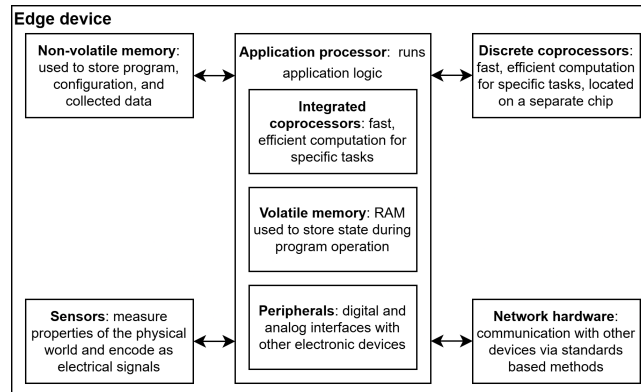 Edge device
Non-volatile memory:
used to store program,
configuration, and
collected data
Application processor: runs
application logic
Discrete coprocessors:
fast, efficient computation
for specific tasks, located
on a separate chip
Integrated
coprocessors: fast,
efficient computation for
specific tasks
Volatile memory: RAM
used to store state during
program operation
Sensors: measure
properties of the physical
world and encode as
electrical signals
Peripherals: digital and
analog interfaces with
other electronic devices
Network hardware:
communication with other
devices via standards
based methods